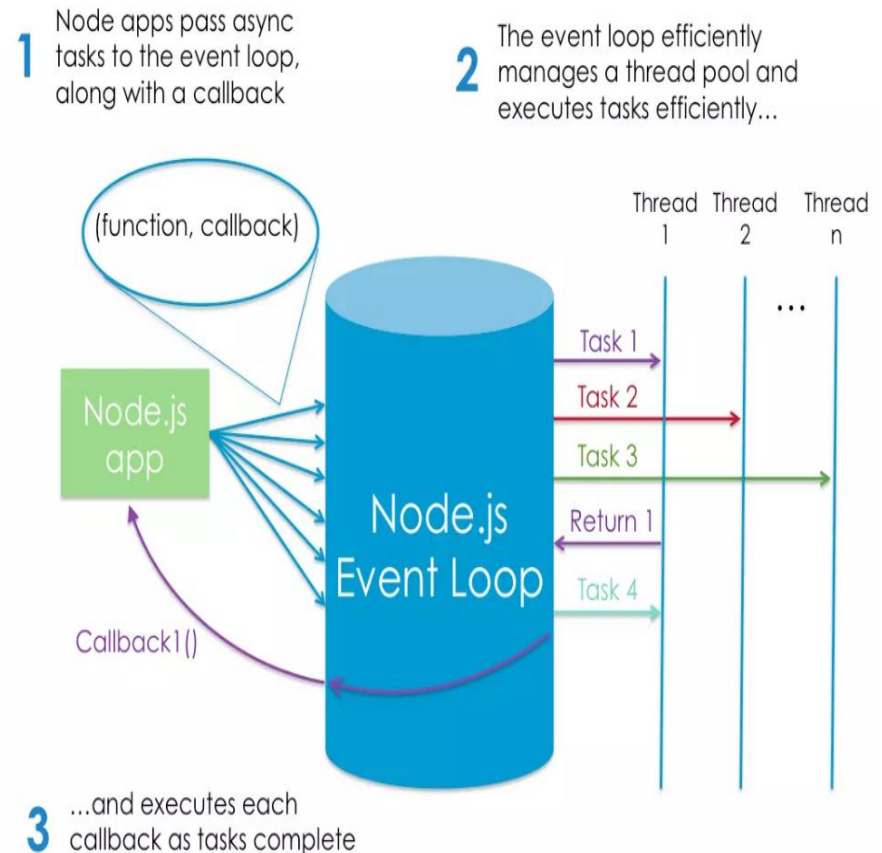 1
Node apps pass async
tasks to the event loop,
along with a callback
2
The event loop efficiently
manages a thread pool and
executes tasks efficiently...
(function, callback)
Thread
1
Thread
2
Thread
n
...
Task 1
Task 2
Task 3
Return 1
Task 4
Node.js
app
Node.js
Event Loop
Callback1()
3
...and executes each
callback as tasks complete